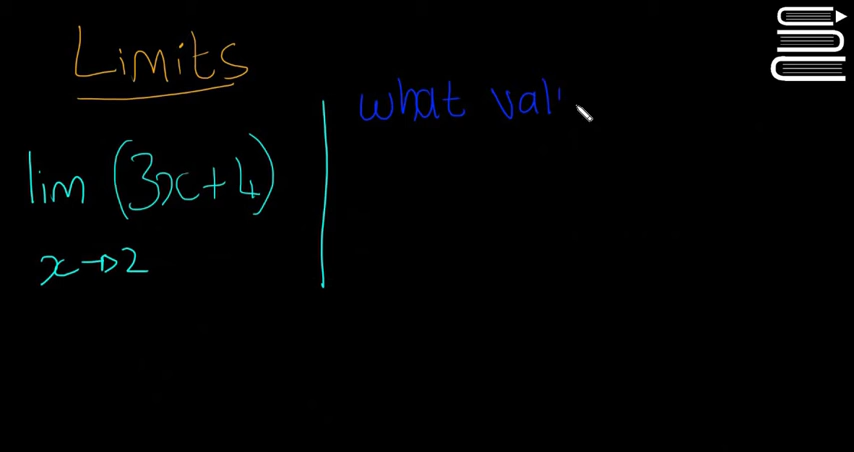 Limits
lim (3x+4)
x→2
what val